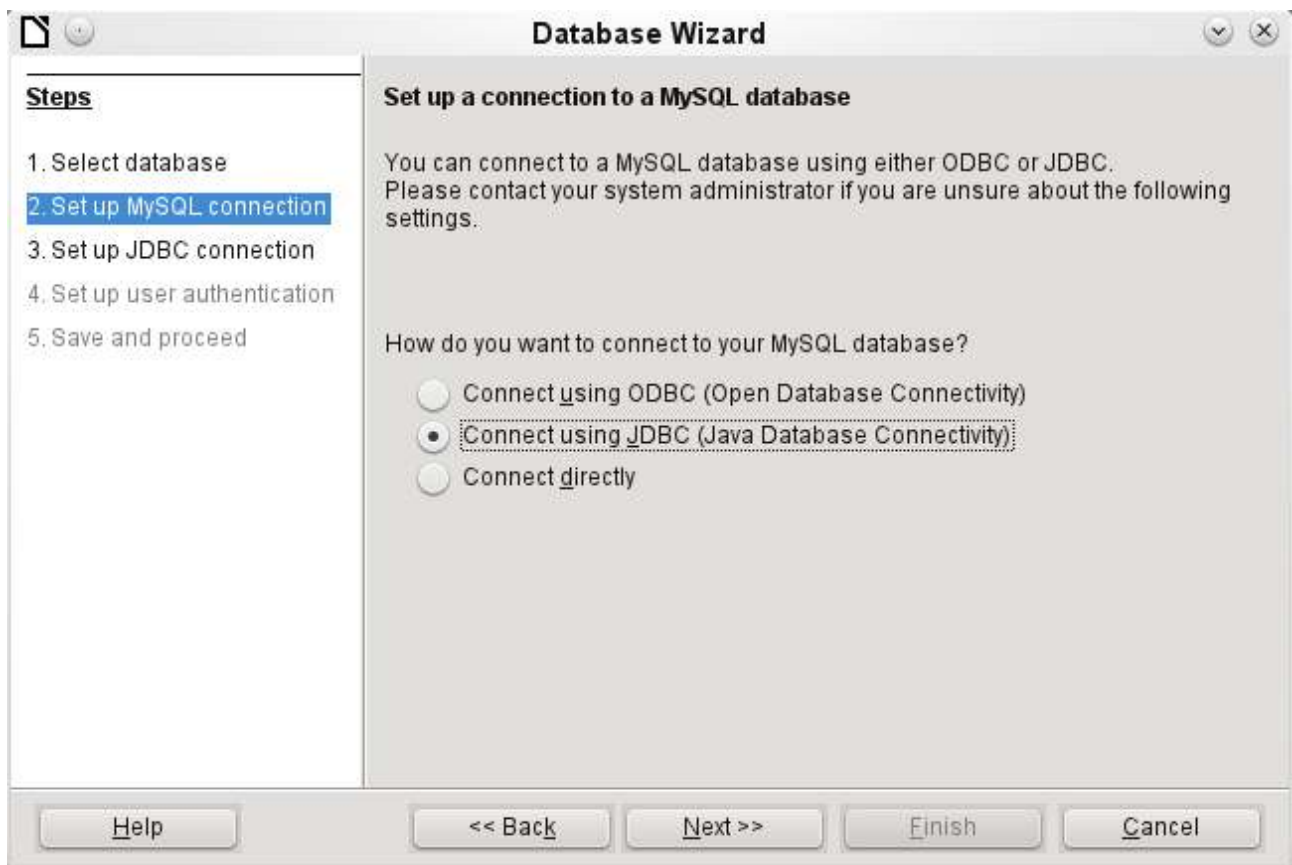 Database Wizard
Steps
1. Select database
2. Set up MySQL connection
3. Set up JDBC connection
4. Set up user authentication
5. Save and proceed
Set up a connection to a MySQL database
You can connect to a MySQL database using either ODBC or JDBC.
Please contact your system administrator if you are unsure about the following
settings.
How do you want to connect to your MySQL database?
Connect using ODBC (Open Database Connectivity)
Connect using JDBC (Java Database Connectivity)
Connect directly
Help
<< Back
Next >>
Finish
Cancel